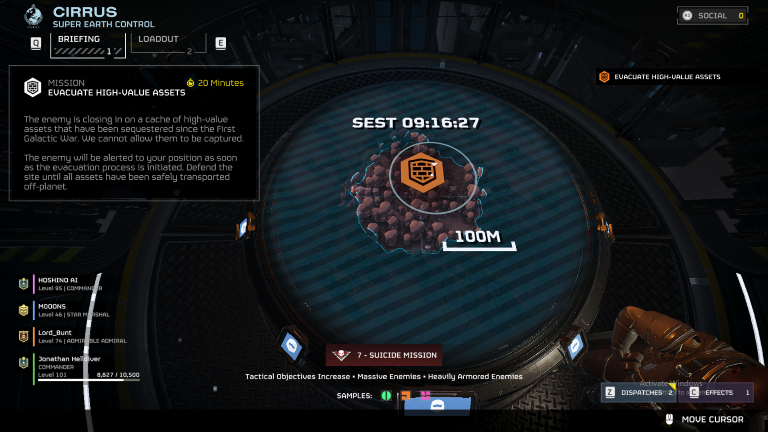 CIRRUS
SUPER EARTH CONTROL
SOCIAL 0
Q
BRIEFING
1
LOADOUT
2
E
MISSION
20 Minutes
EVACUATE HIGH-VALUE ASSETS
The enemy is closing in on a cache of high-value
assets that have been sequestered since the First
Galactic War. We cannot allow them to be captured.
The enemy will be alerted to your position as soon
as the evacuation process is initiated. Defend the
site until all assets have been safely transported
off-planet.
EVACUATE HIGH-VALUE ASSETS
SEST 09:16:27
100M
HOSHINO AI
Level 95 | COMMANDER
M000NS
Level 46 | STAR MARSHAL
Lord_Bunt
Level 74 | ADMIRABLE ADMIRAL
Jonathan Helldiver
COMMANDER
Level 101
8,827 / 10,500
7 - SUICIDE MISSION
Tactical Objectives Increase • Massive Enemies • Heavily Armored Enemies
SAMPLES:
Activate Windows
Z DISPATCHES 2
C EFFECTS 1
MOVE CURSOR